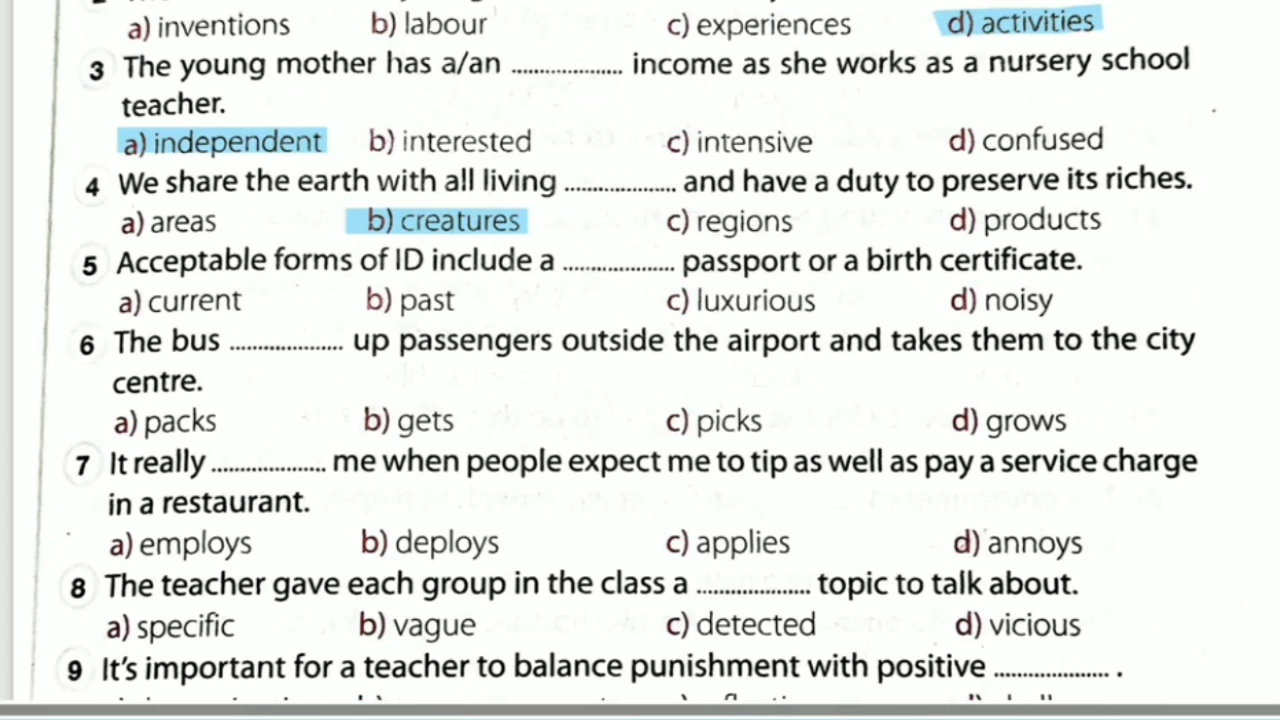 a) inventions b) labour c) experiences d) activities
3 The young mother has a/an .................... income as she works as a nursery school
teacher.
a) independent b) interested c) intensive d) confused
4 We share the earth with all living .................... and have a duty to preserve its riches.
a) areas b) creatures c) regions d) products
5 Acceptable forms of ID include a .................... passport or a birth certificate.
a) current b) past c) luxurious d) noisy
6 The bus .................... up passengers outside the airport and takes them to the city
centre.
a) packs b) gets c) picks d) grows
7 It really .................... me when people expect me to tip as well as pay a service charge
in a restaurant.
a) employs b) deploys c) applies d) annoys
8 The teacher gave each group in the class a .................... topic to talk about.
a) specific b) vague c) detected d) vicious
9 It's important for a teacher to balance punishment with positive .................... .